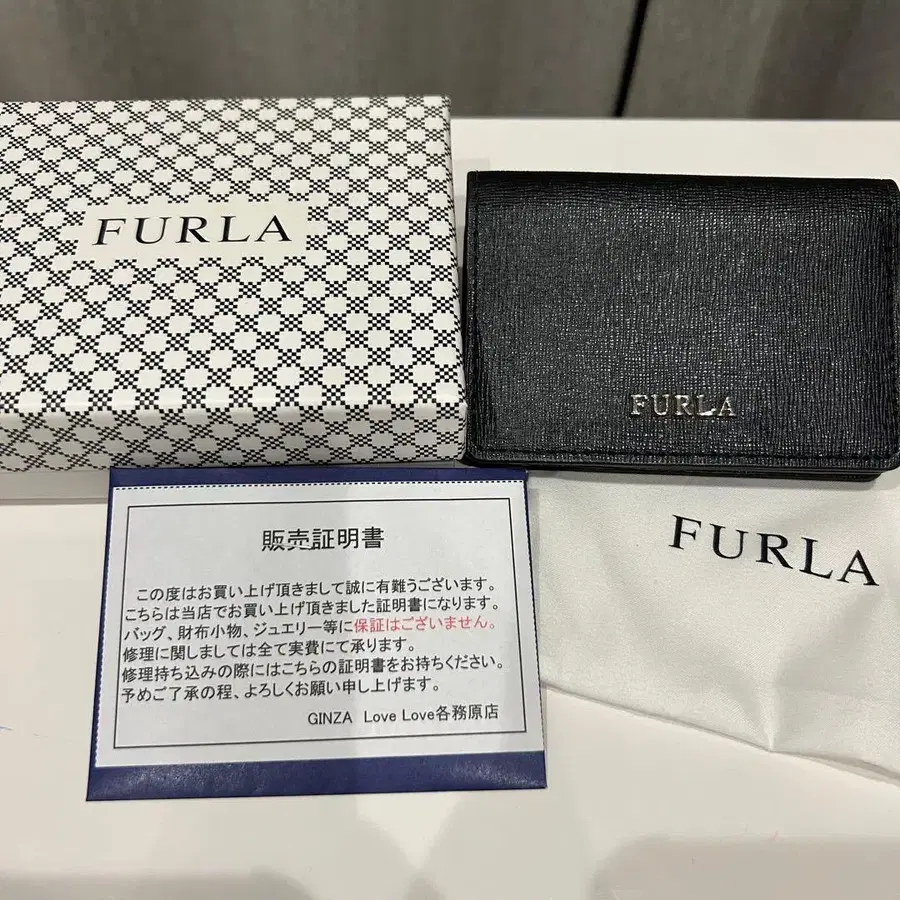 FURLA
FURLA
FURLA
販売証明書
この度はお買い上げ頂きまして誠に有難うございます。
こちらは当店でお買い上げ頂きました証明書になります。
バッグ、財布小物、ジュエリー等に保証はございません。
修理に関しましては全て実費にて承ります。
修理持ち込みの際にはこちらの証明書をお持ちください。
予めご了承の程、よろしくお願い申し上げます。
GINZA Love Love各務原店